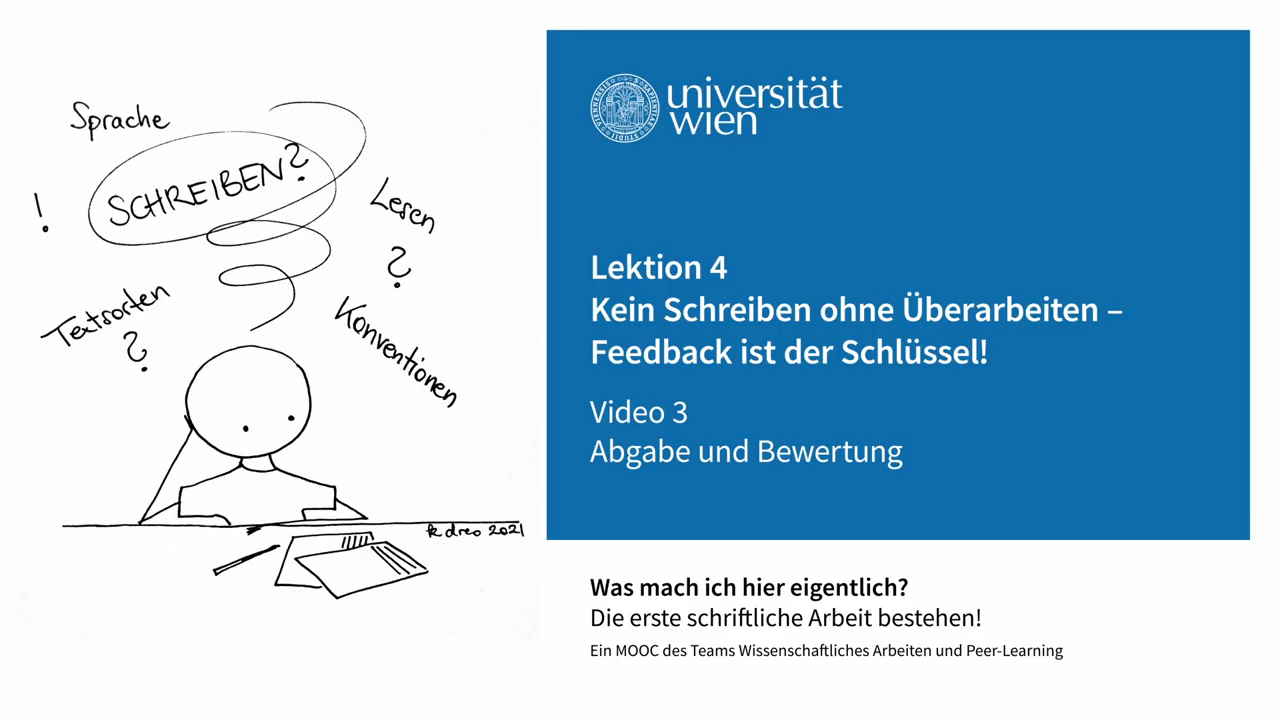 Sprache
SCHREIBEN?
!
Lesen
?
Textsorten
?
Konventionen
k dreo 2021
universität
wien
Lektion 4
Kein Schreiben ohne Überarbeiten –
Feedback ist der Schlüssel!
Video 3
Abgabe und Bewertung
Was mach ich hier eigentlich?
Die erste schriftliche Arbeit bestehen!
Ein MOOC des Teams Wissenschaftliches Arbeiten und Peer-Learning